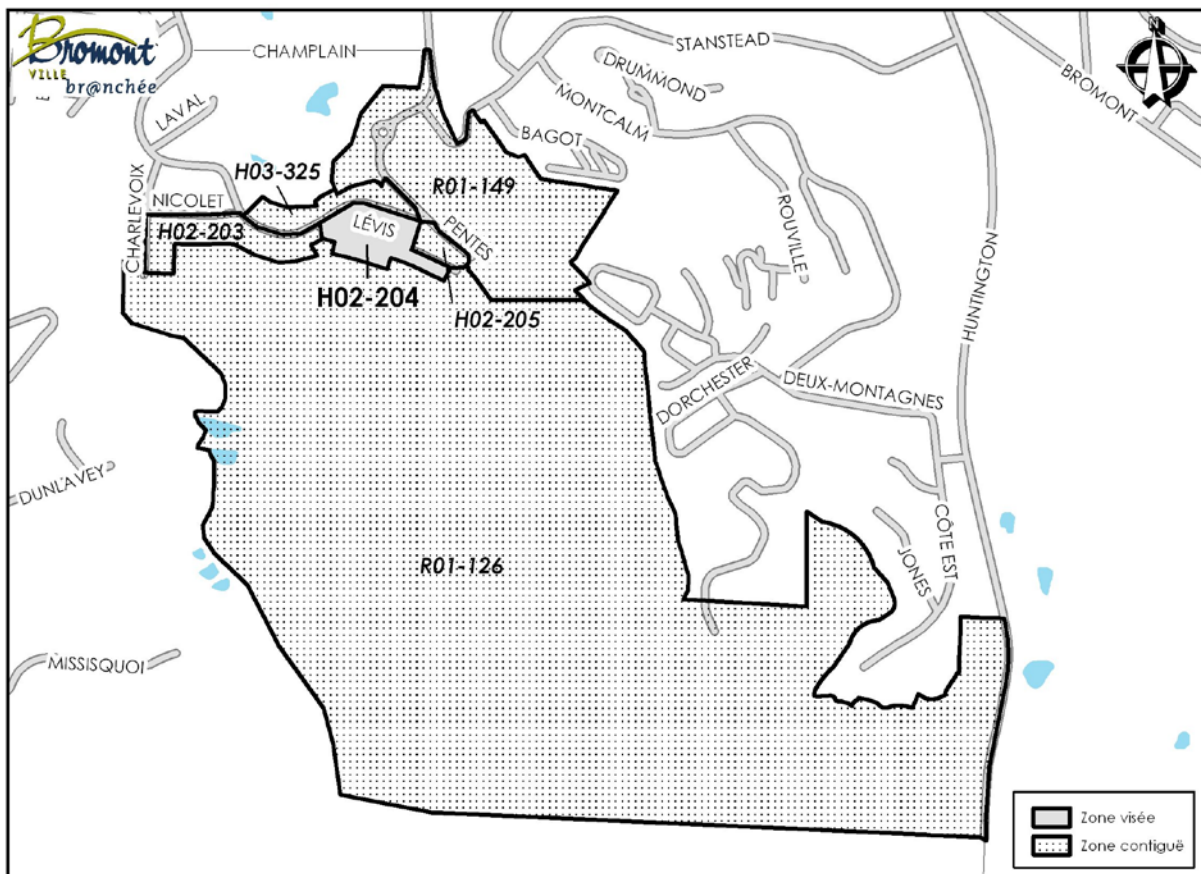 Bromont
VILLE
br@nchée
CHAMPLAIN
STANSTEAD
N
BROMONT
DRUMMOND
MONTCALM
LAVAL
BAGOT
H03-325
R01-149
ROUVILLE
CHARLEVOIX
NICOLET
H02-203
LÉVIS
PENTES
HUNTINGTON
H02-204
H02-205
DEUX-MONTAGNES
DORCHESTER
DUNLAVEY
CÔTE EST
JONES
R01-126
MISSISQUOI
Zone visée
Zone contiguë